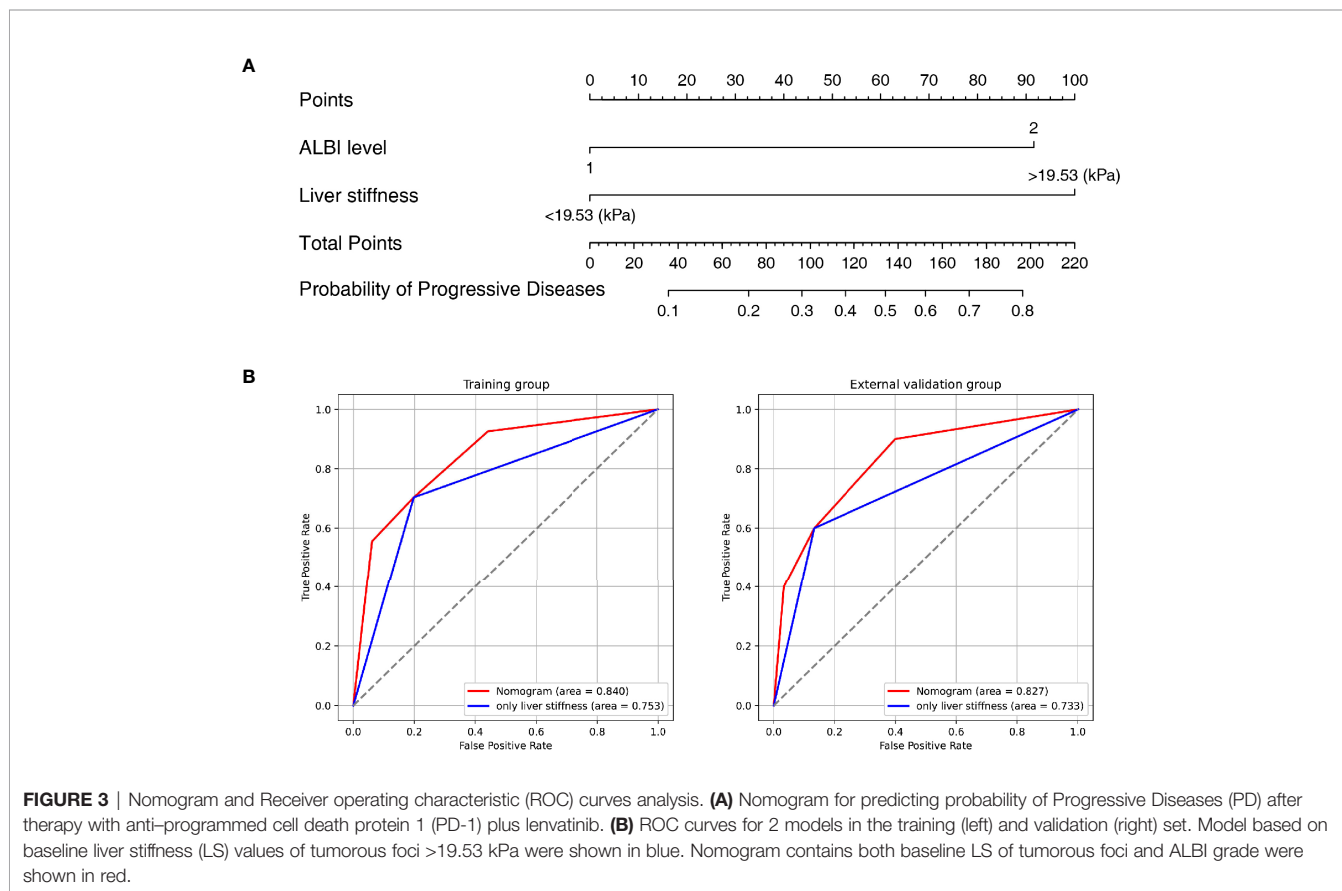 A
0 10 20 30 40 50 60 70 80 90 100
Points
2
ALBI level
1
>19.53 (kPa)
Liver stiffness
<19.53 (kPa)
Total Points
0 20 40 60 80 100 120 140 160 180 200 220
Probability of Progressive Diseases
0.1 0.2 0.3 0.4 0.5 0.6 0.7 0.8
B
Training group
1.0
0.8
0.6
0.4
0.2
0.0
True Positive Rate
Nomogram (area = 0.840)
only liver stiffness (area = 0.753)
0.0 0.2 0.4 0.6 0.8 1.0
False Positive Rate
External validation group
1.0
0.8
0.6
0.4
0.2
0.0
True Positive Rate
Nomogram (area = 0.827)
only liver stiffness (area = 0.733)
0.0 0.2 0.4 0.6 0.8 1.0
False Positive Rate
FIGURE 3 | Nomogram and Receiver operating characteristic (ROC) curves analysis. (A) Nomogram for predicting probability of Progressive Diseases (PD) after
therapy with anti–programmed cell death protein 1 (PD-1) plus lenvatinib. (B) ROC curves for 2 models in the training (left) and validation (right) set. Model based on
baseline liver stiffness (LS) values of tumorous foci >19.53 kPa were shown in blue. Nomogram contains both baseline LS of tumorous foci and ALBI grade were
shown in red.